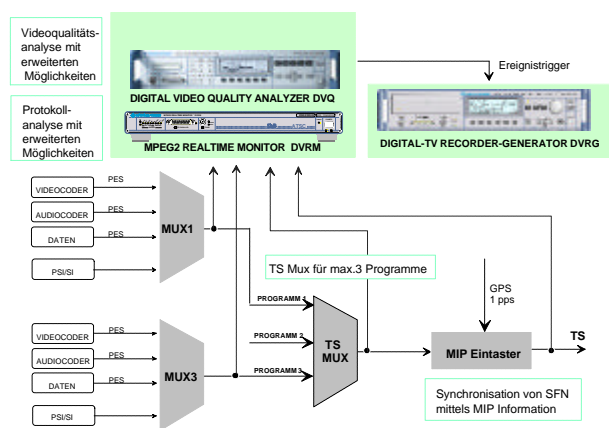 Videoqualitäts-
analyse mit
erweiterten
Möglichkeiten
Ereignistrigger
DIGITAL VIDEO QUALITY ANALYZER DVQ
Protokoll-
analyse mit
erweiterten
Möglichkeiten
MPEG2 REALTIME MONITOR DVRM
DIGITAL-TV RECORDER-GENERATOR DVRG
VIDEOCODER
PES
AUDIOCODER
PES
DATEN
PES
PSI/SI
MUX1
TS Mux für max.3 Programme
GPS
1 pps
PROGRAMM 1
PROGRAMM 2
PROGRAMM 3
TS
MUX
MIP Eintaster
TS
VIDEOCODER
PES
AUDIOCODER
PES
DATEN
PES
PSI/SI
MUX3
Synchronisation von SFN
mittels MIP Information